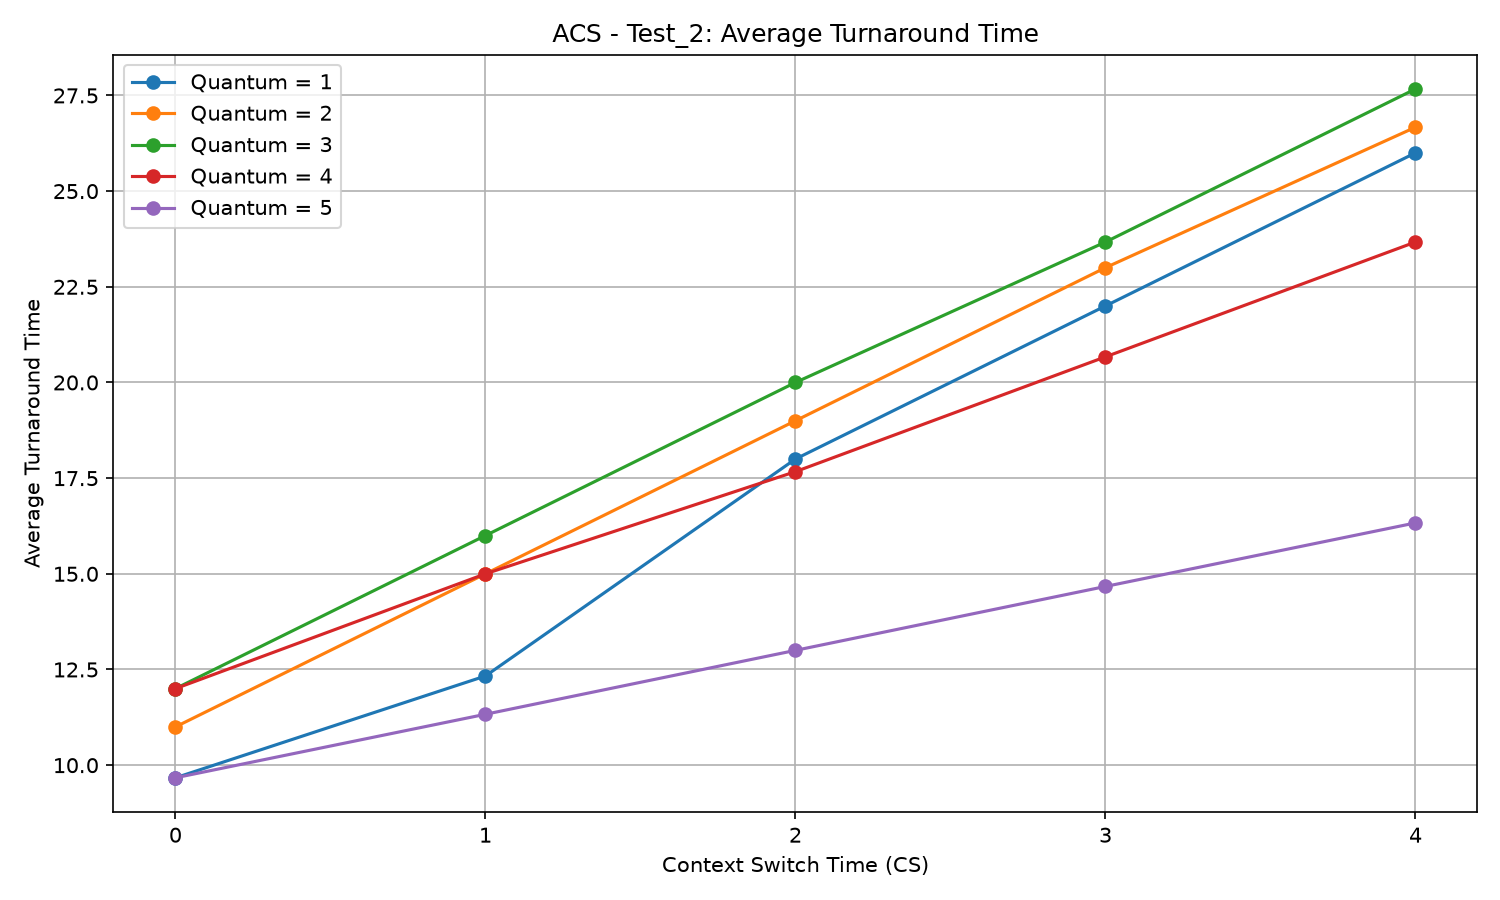 ACS - Test_2: Average Turnaround Time
Quantum = 1
Quantum = 2
Quantum = 3
Quantum = 4
Quantum = 5
27.5
25.0
22.5
20.0
17.5
15.0
12.5
10.0
Average Turnaround Time
0 1 2 3 4
Context Switch Time (CS)